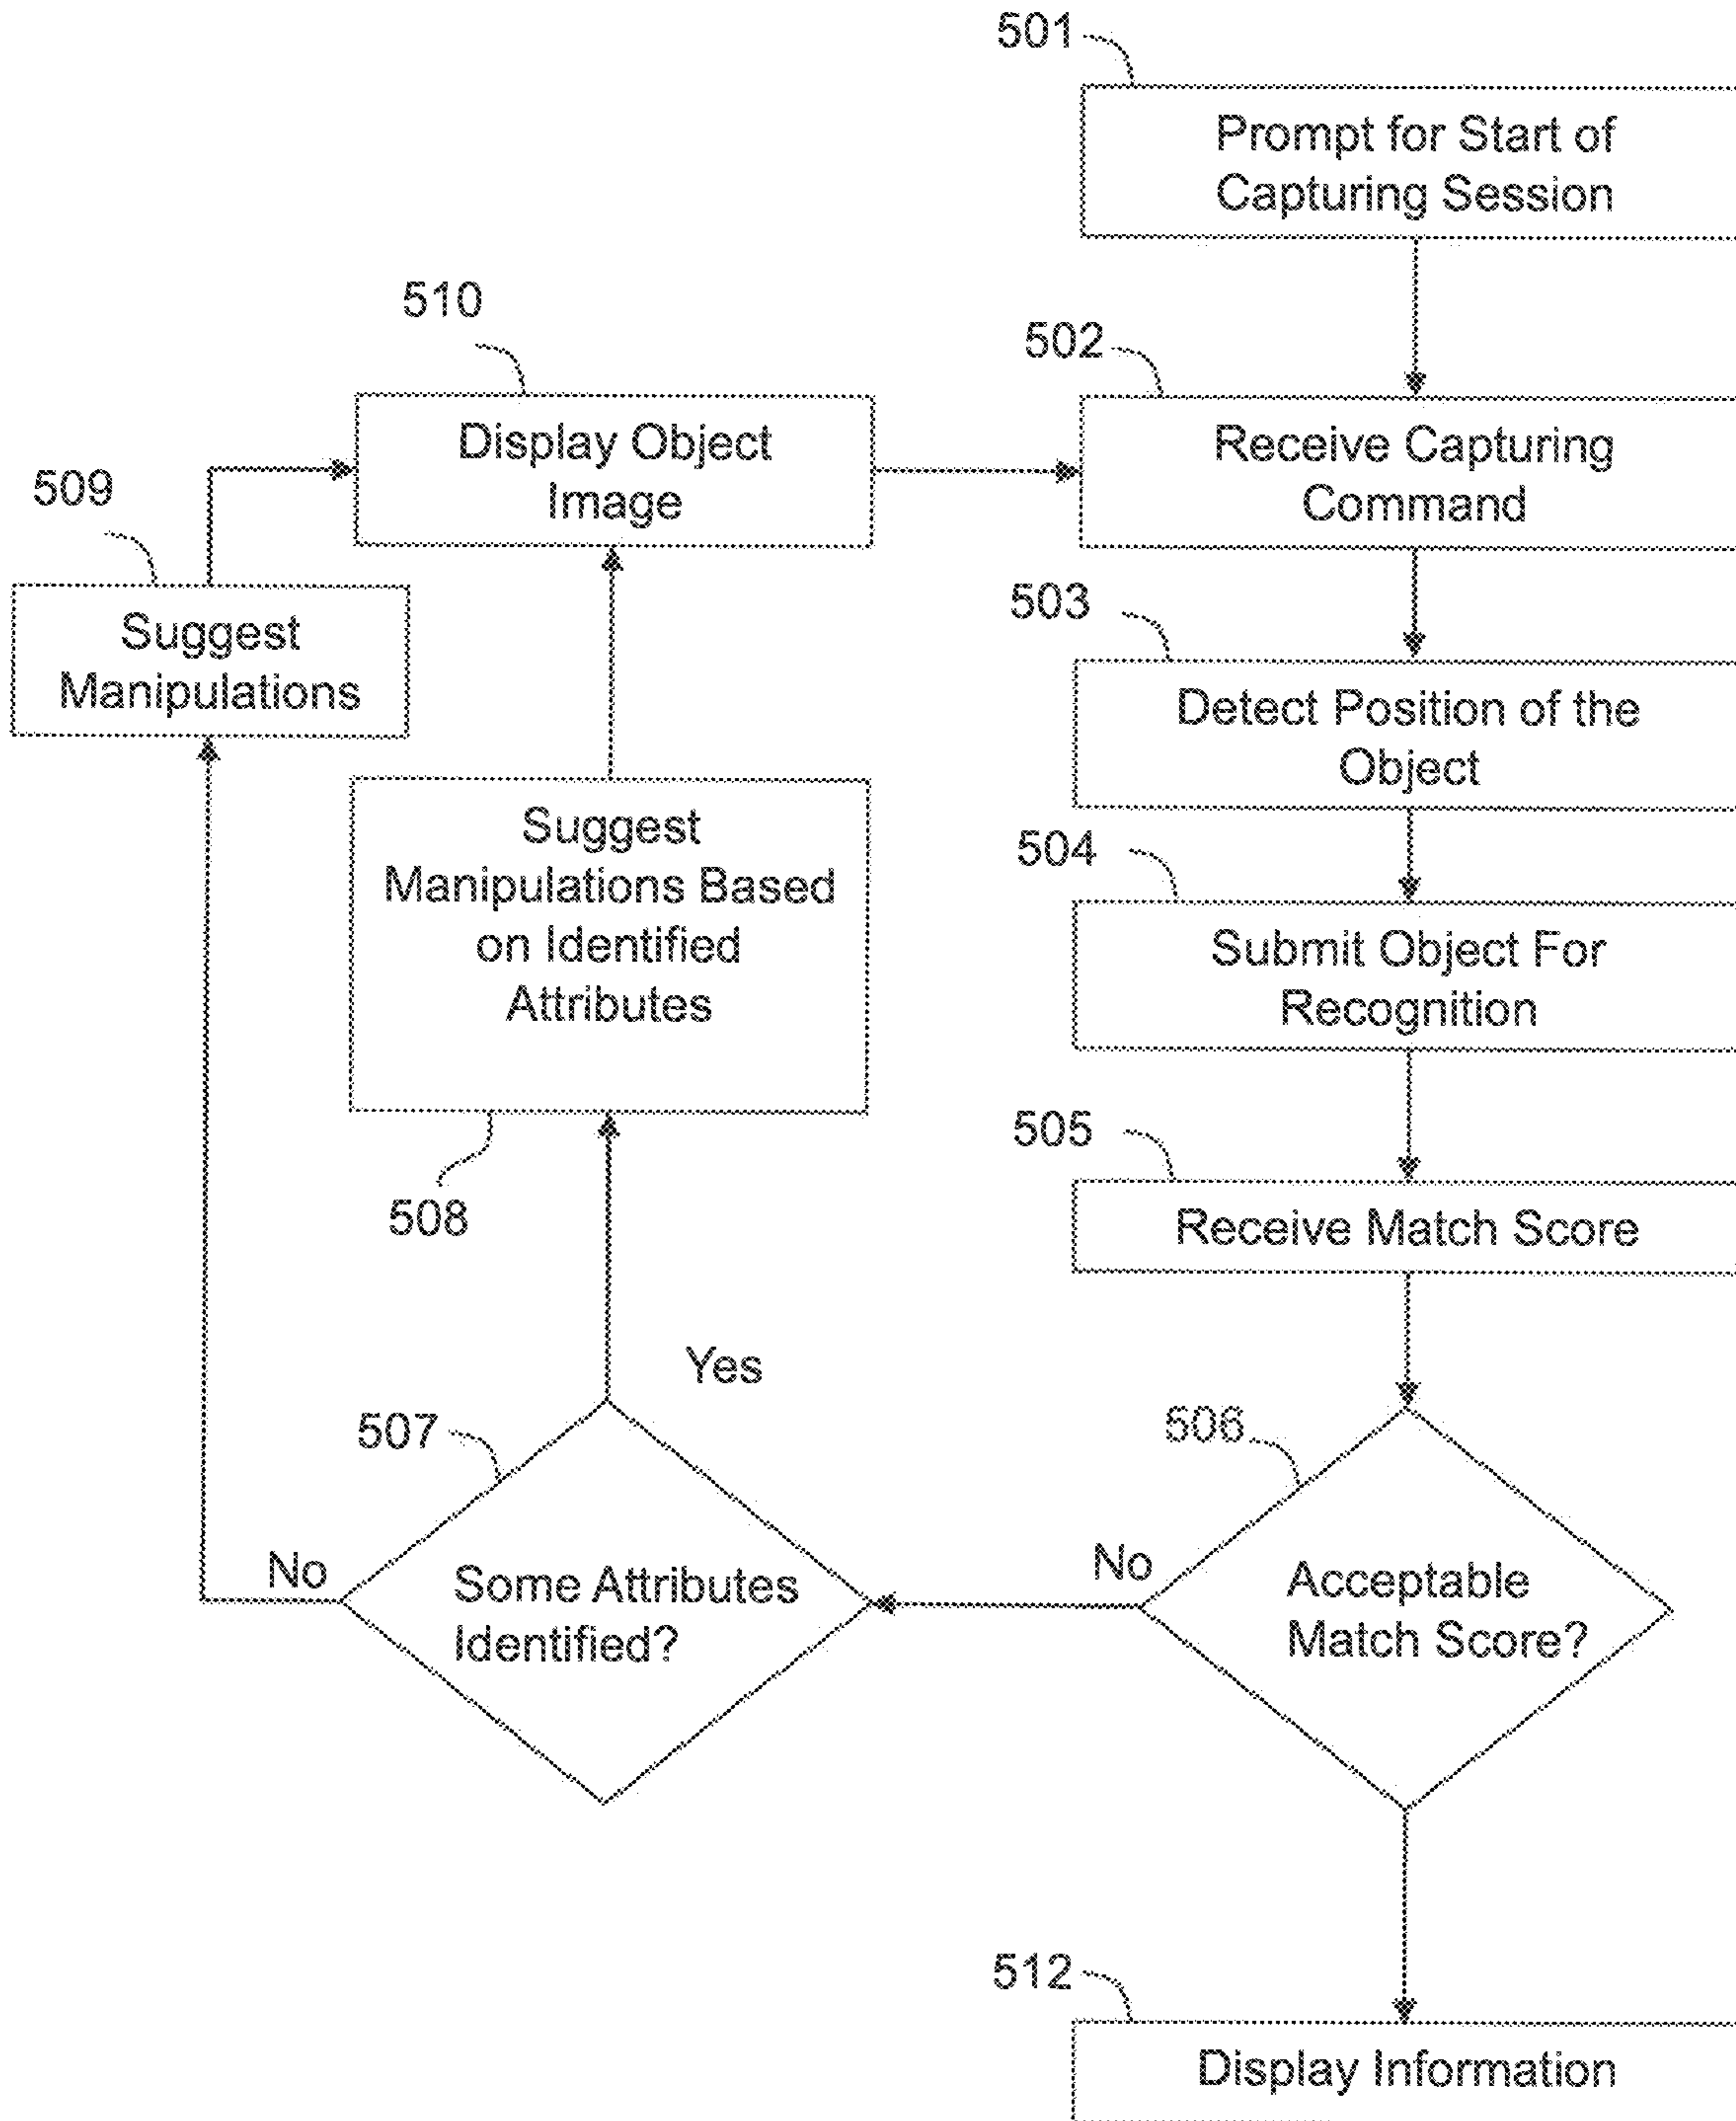 501
Prompt for Start of
Capturing Session
510
502
Display Object
Image
Receive Capturing
Command
509
Suggest
Manipulations
503
Detect Position of the
Object
Suggest
Manipulations Based
on Identified
Attributes
508
504
Submit Object For
Recognition
505
Receive Match Score
Yes
507
506
No
Some Attributes
Identified?
No
Acceptable
Match Score?
512
Display Information